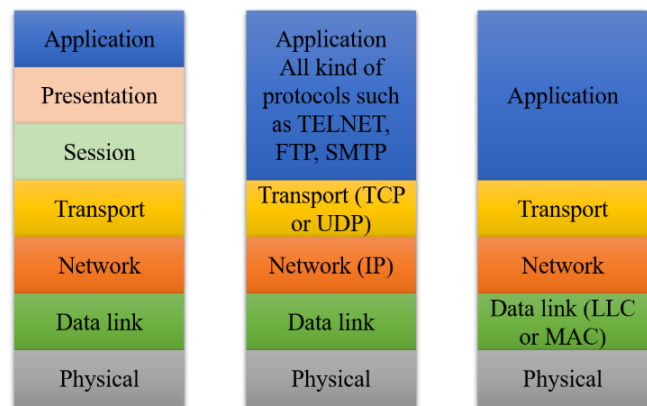 Application
Presentation
Session
Transport
Network
Data link
Physical
Application
All kind of
protocols such
as TELNET,
FTP, SMTP
Transport (TCP
or UDP)
Network (IP)
Data link
Physical
Application
Transport
Network
Data link (LLC
or MAC)
Physical